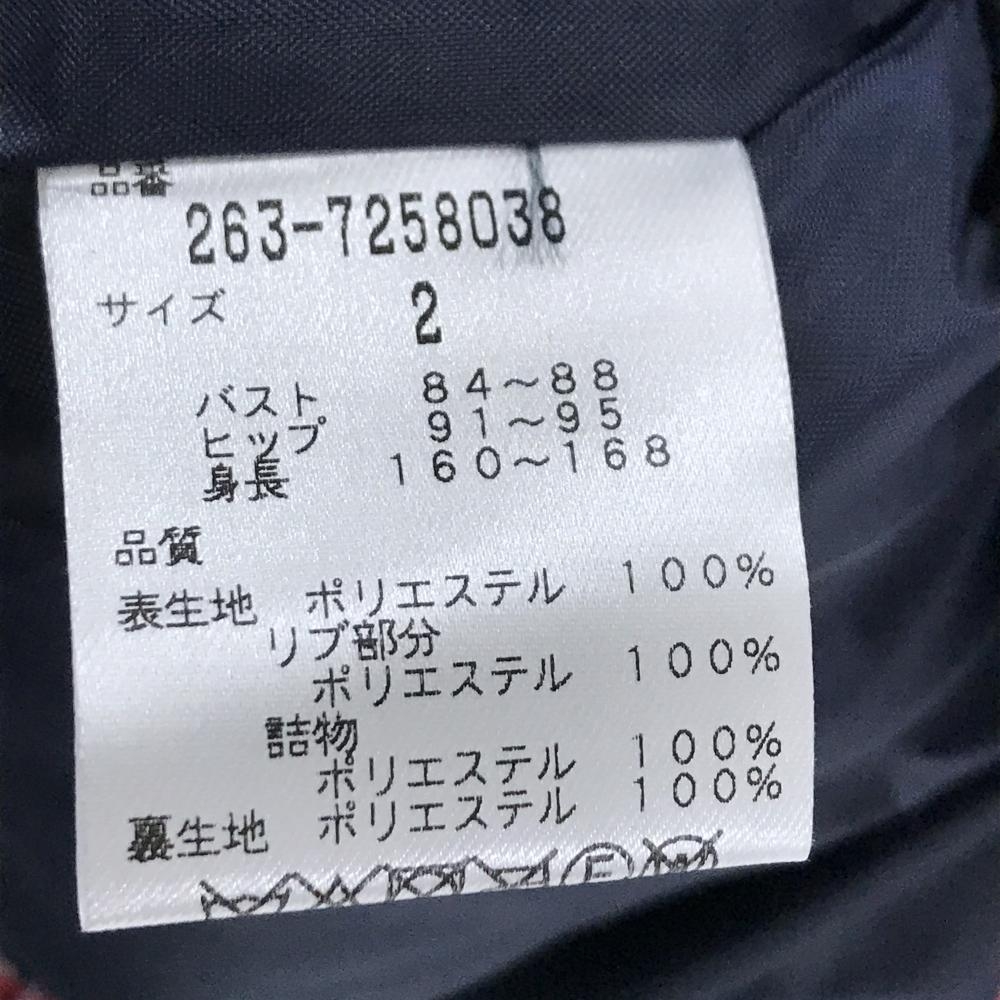 品番
263-7258038
サイズ 2
バスト 84～88
ヒップ 91～95
身長 160～168
品質
表生地 ポリエステル 100%
リブ部分
ポリエステル 100%
詰物
ポリエステル 100%
裏生地 ポリエステル 100%